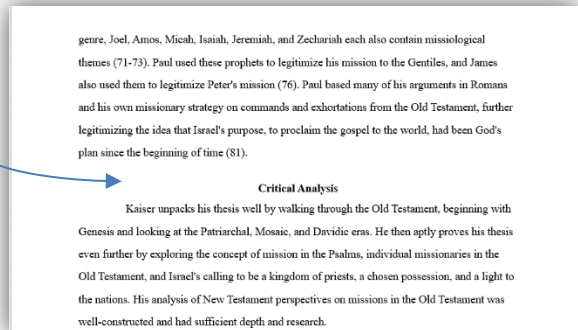 genre, Joel, Amos, Micah, Isaiah, Jeremiah, and Zechariah each also contain missiological
themes (71-73). Paul used these prophets to legitimize his mission to the Gentiles, and James
also used them to legitimize Peter's mission (76). Paul based many of his arguments in Romans
and his own missionary strategy on commands and exhortations from the Old Testament, further
legitimizing the idea that Israel's purpose, to proclaim the gospel to the world, had been God's
plan since the beginning of time (81).
Critical Analysis
Kaiser unpacks his thesis well by walking through the Old Testament, beginning with
Genesis and looking at the Patriarchal, Mosaic, and Davidic eras. He then aptly proves his thesis
even further by exploring the concept of mission in the Psalms, individual missionaries in the
Old Testament, and Israel's calling to be a kingdom of priests, a chosen possession, and a light to
the nations. His analysis of New Testament perspectives on missions in the Old Testament was
well-constructed and had sufficient depth and research.